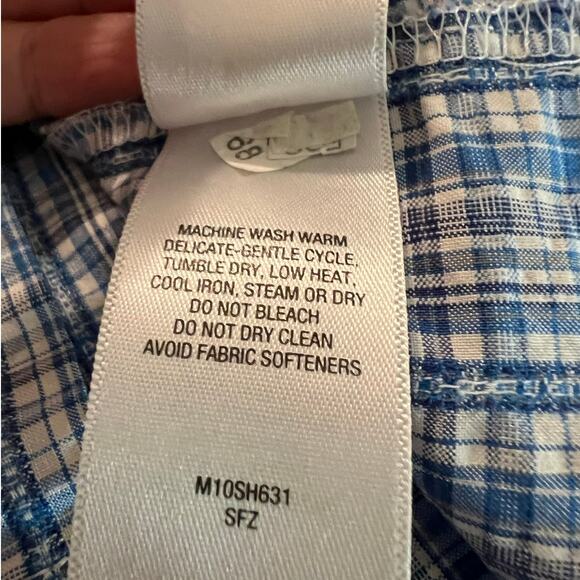 MACHINE WASH WARM
DELICATE-GENTLE CYCLE,
TUMBLE DRY, LOW HEAT,
COOL IRON, STEAM OR DRY
DO NOT BLEACH
DO NOT DRY CLEAN
AVOID FABRIC SOFTENERS
M10SH631
SFZ